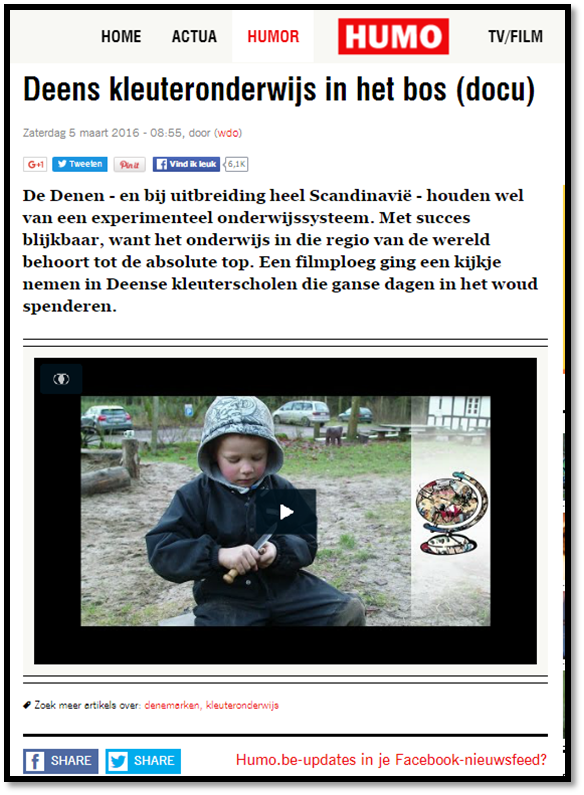 HOME ACTUA HUMOR HUMO TV/FILM
Deens kleuteronderwijs in het bos (docu)
Zaterdag 5 maart 2016 - 08:55, door (wdo)
G+1 Tweeten Pin it Vind ik leuk 6,1K
De Denen - en bij uitbreiding heel Scandinavië - houden wel
van een experimenteel onderwijssysteem. Met succes
blijkbaar, want het onderwijs in die regio van de wereld
behoort tot de absolute top. Een filmploeg ging een kijkje
nemen in Deense kleuterscholen die ganse dagen in het woud
spenderen.
P
Zoek meer artikels over: denemarken, kleuteronderwijs
f SHARE SHARE Humo.be-updates in je Facebook-nieuwsfeed?